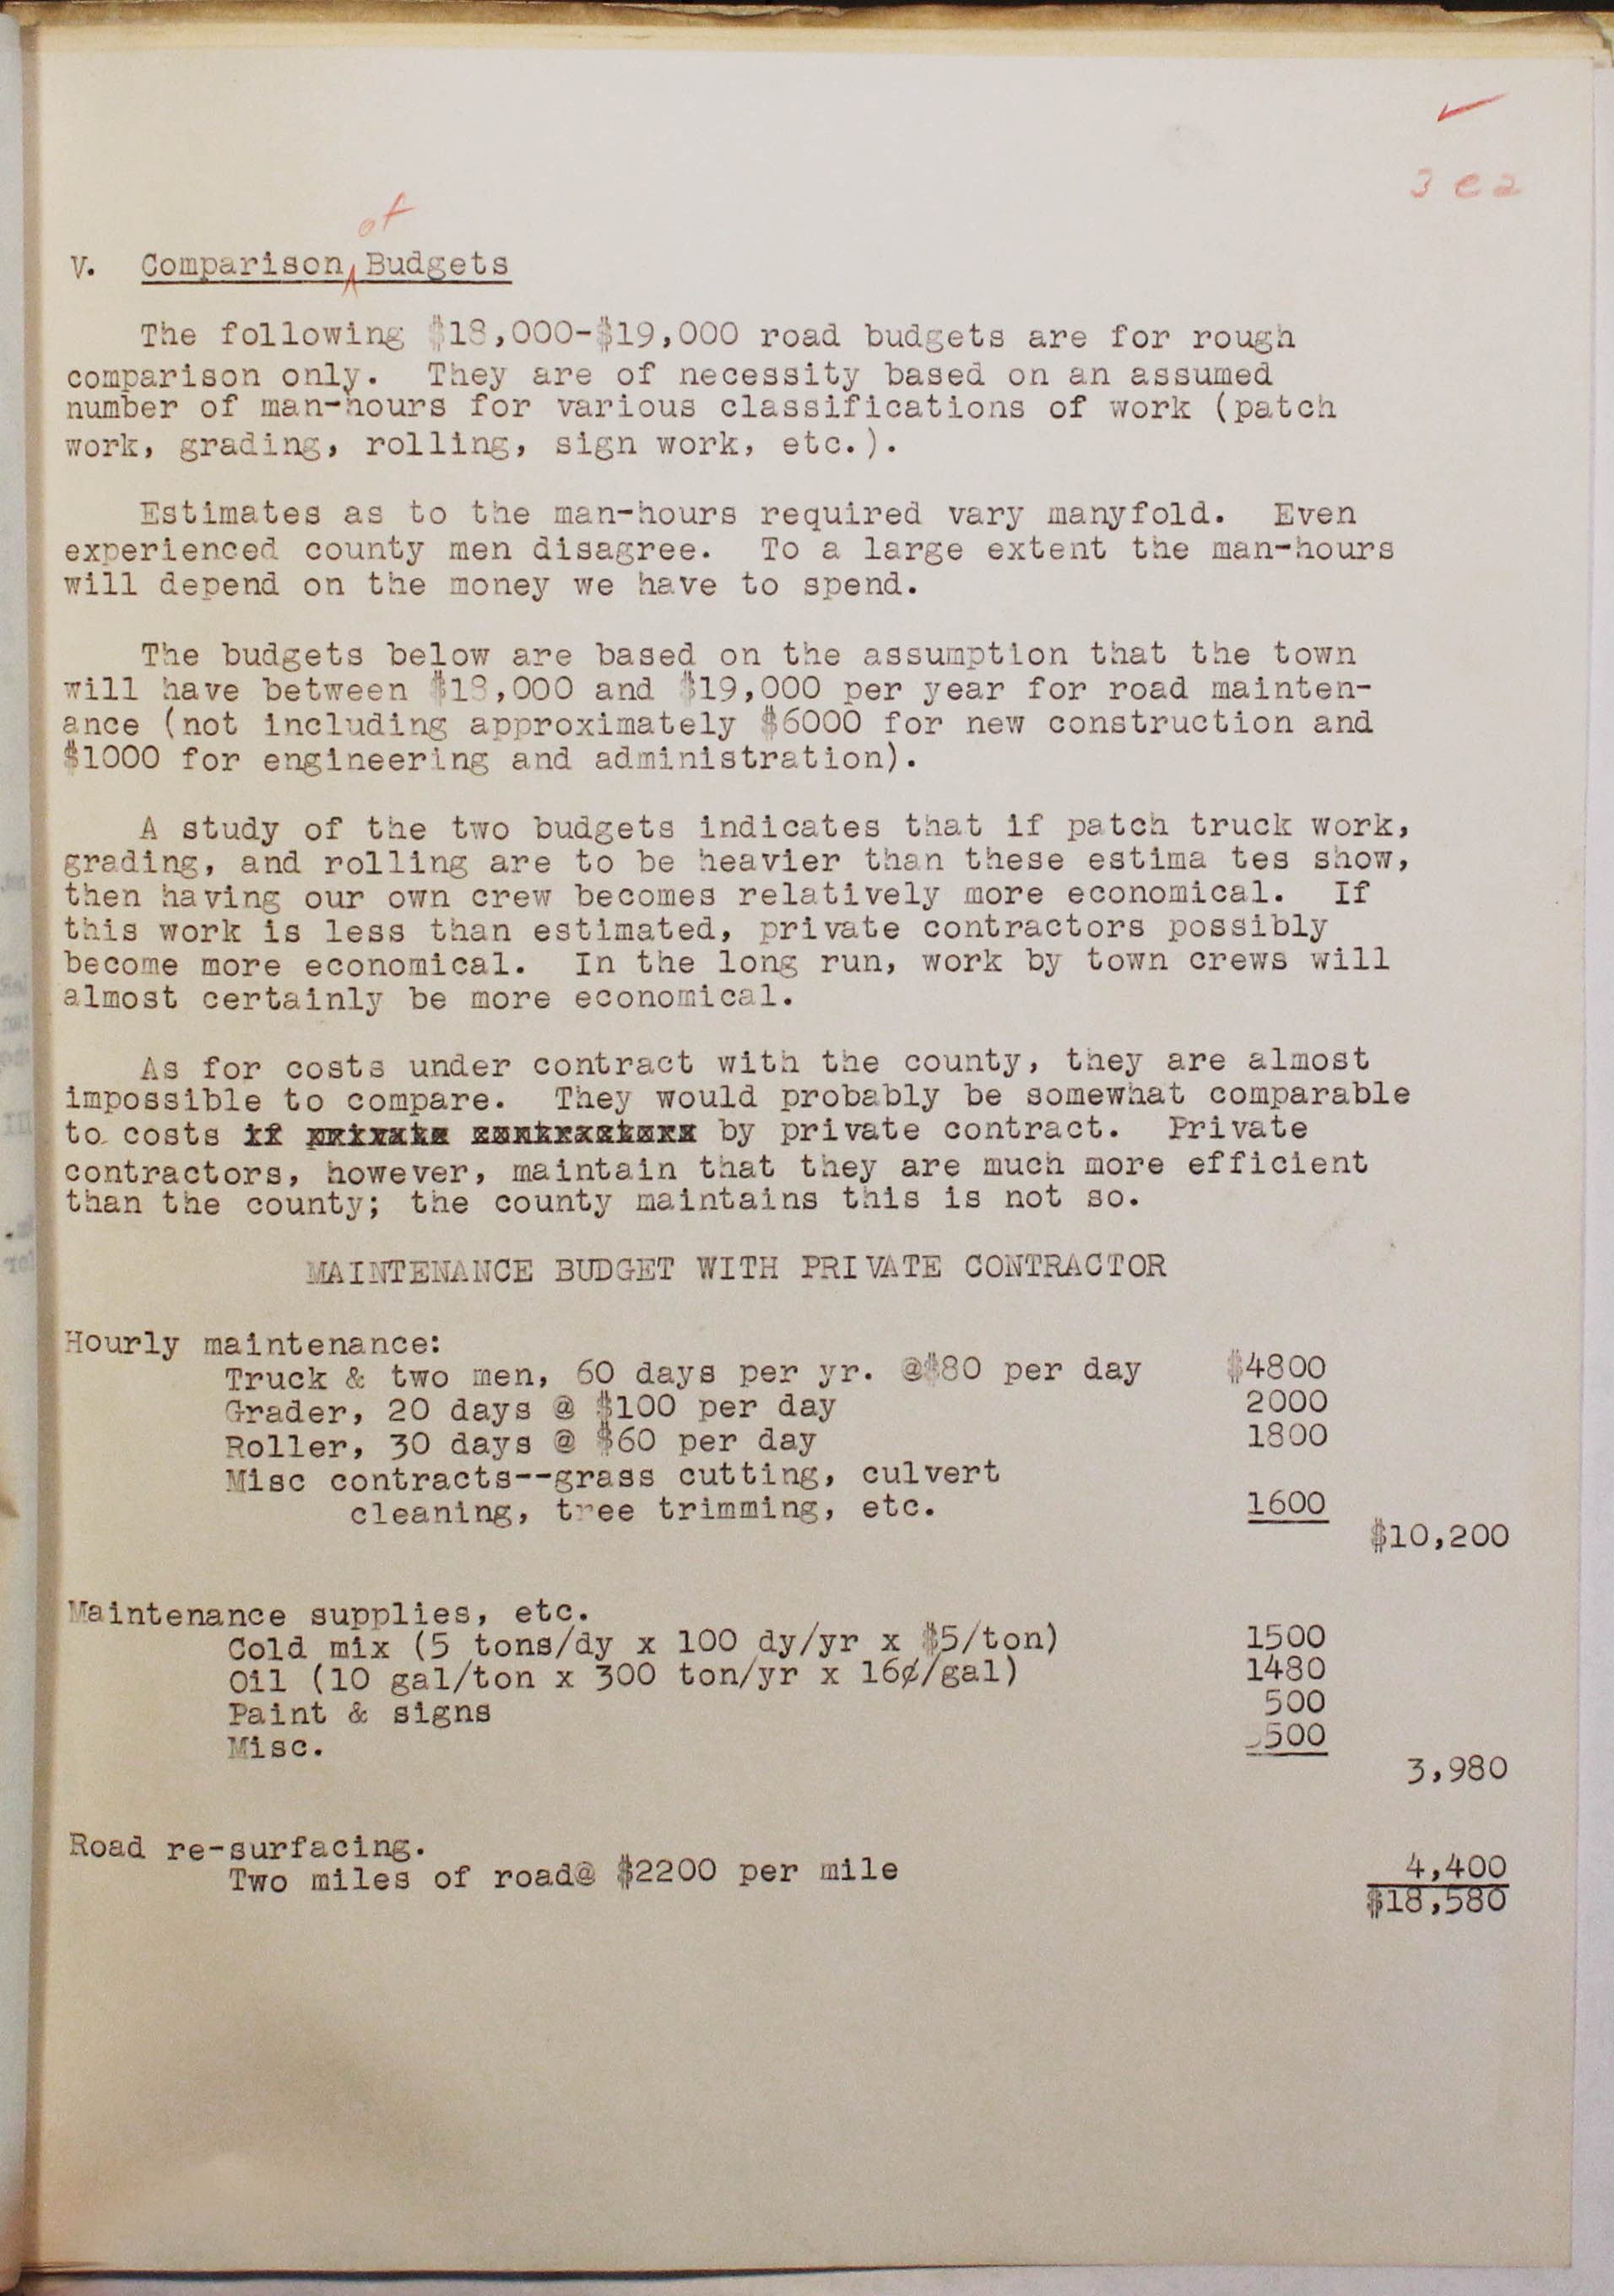 3 e a
of
V. Comparison Budgets
The following $18,000-$19,000 road budgets are for rough
comparison only. They are of necessity based on an assumed
number of man-hours for various classifications of work (patch
work, grading, rolling, sign work, etc.).
Estimates as to the man-hours required vary manyfold. Even
experienced county men disagree. To a large extent the man-hours
will depend on the money we have to spend.
The budgets below are based on the assumption that the town
will have between $18,000 and $19,000 per year for road mainten-
ance (not including approximately $6000 for new construction and
$1000 for engineering and administration).
A study of the two budgets indicates that if patch truck work,
grading, and rolling are to be heavier than these estima tes show,
then having our own crew becomes relatively more economical. If
this work is less than estimated, private contractors possibly
become more economical. In the long run, work by town crews will
almost certainly be more economical.
As for costs under contract with the county, they are almost
impossible to compare. They would probably be somewhat comparable
to costs if private contractors by private contract. Private
contractors, however, maintain that they are much more efficient
than the county; the county maintains this is not so.
MAINTENANCE BUDGET WITH PRIVATE CONTRACTOR
Hourly maintenance:
Truck & two men, 60 days per yr. @$80 per day $4800
Grader, 20 days @ $100 per day 2000
Roller, 30 days @ $60 per day 1800
Misc contracts--grass cutting, culvert
cleaning, tree trimming, etc. 1600
$10,200
Maintenance supplies, etc.
Cold mix (5 tons/dy x 100 dy/yr x $5/ton) 1500
Oil (10 gal/ton x 300 ton/yr x 16¢/gal) 1480
Paint & signs 500
Misc. 500
3,980
Road re-surfacing.
Two miles of road@ $2200 per mile 4,400
$18,580